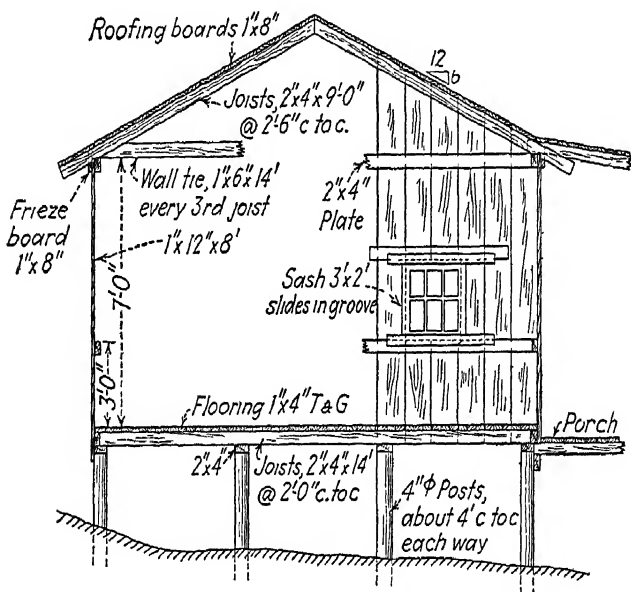 Roofing boards 1"x8"
12
6
Joists, 2"x4"x9'-0"
@ 2'-6"c to c.
Wall tie, 1"x6"x14'
every 3rd joist
2"x4"
Plate
Frieze
board
1"x8"
1"x12"x8'
7'-0"
Sash 3'x2'
slides in groove
3'-0"
Flooring 1"x4" T&G
Porch
2"x4"
Joists, 2"x4"x14'
@ 2'-0"c. to c
4"Φ Posts,
about 4' c to c
each way